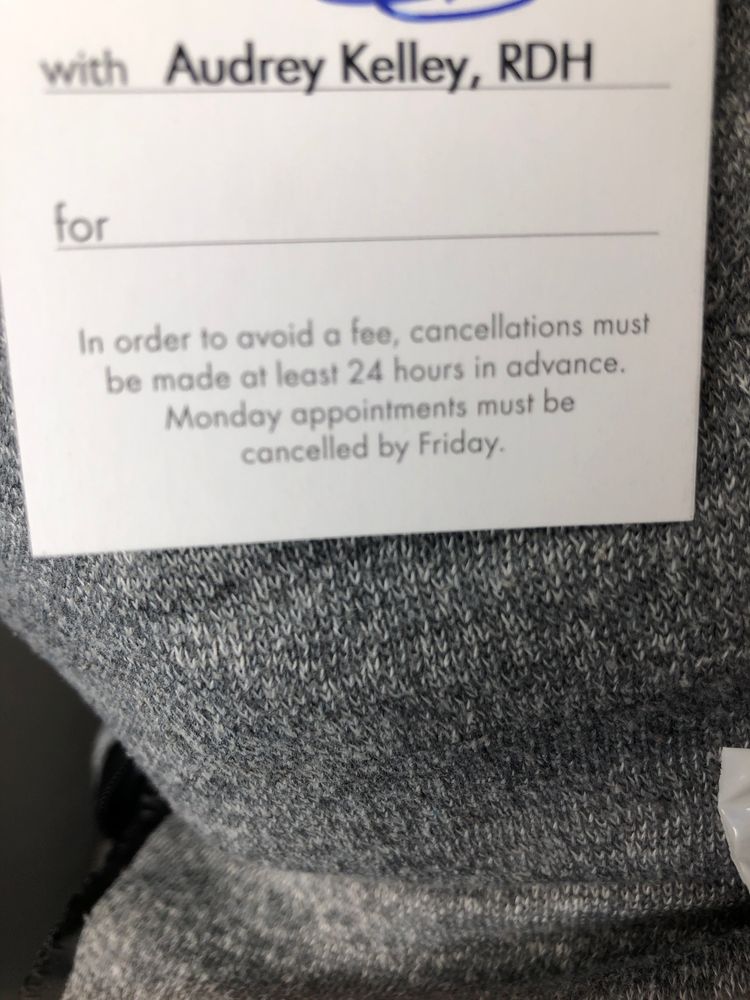 with Audrey Kelley, RDH
for
In order to avoid a fee, cancellations must
be made at least 24 hours in advance.
Monday appointments must be
cancelled by Friday.